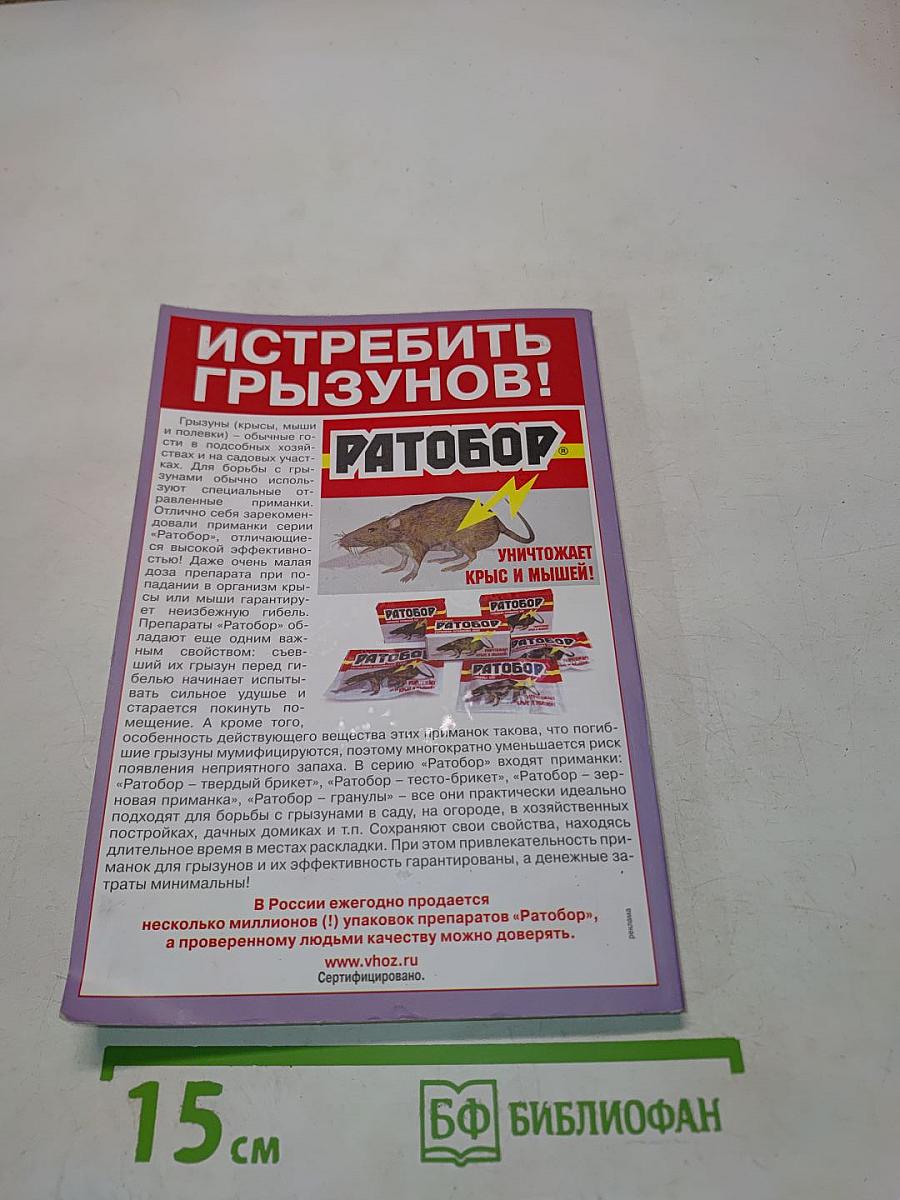 ИСТРЕБИТЬ
ГРЫЗУНОВ!
Грызуны (крысы, мыши
и полевки) – обычные го-
сти в подсобных хозяй-
ствах и на садовых участ-
ках. Для борьбы с гры-
зунами обычно исполь-
зуют специальные от-
равленные приманки.
Отлично себя зарекомен-
довали приманки серии
«Ратобор», отличающие-
ся высокой эффективно-
стью! Даже очень малая
доза препарата при по-
падании в организм кры-
сы или мыши гарантиру-
ет неизбежную гибель.
Препараты «Ратобор» об-
ладают еще одним важ-
ным свойством: съев-
ший их грызун перед ги-
белью начинает испыты-
вать сильное удушье и
старается покинуть по-
мещение. А кроме того,
особенность действующего вещества этих приманок такова, что погиб-
шие грызуны мумифицируются, поэтому многократно уменьшается риск
появления неприятного запаха. В серию «Ратобор» входят приманки:
«Ратобор – твердый брикет», «Ратобор – тесто-брикет», «Ратобор – зер-
новая приманка», «Ратобор – гранулы» – все они практически идеально
подходят для борьбы с грызунами в саду, на огороде, в хозяйственных
постройках, дачных домиках и т.п. Сохраняют свои свойства, находясь
длительное время в местах раскладки. При этом привлекательность при-
манок для грызунов и их эффективность гарантированы, а денежные за-
траты минимальны!
РАТОБОР®
УНИЧТОЖАЕТ
КРЫС И МЫШЕЙ!
РАТОБОР
РАТОБОР
РАТОБОР
РАТОБОР
РАТОБОР
РАТОБОР
В России ежегодно продается
несколько миллионов (!) упаковок препаратов «Ратобор»,
а проверенному людьми качеству можно доверять.
www.vhoz.ru
Сертифицировано.
реклама
15 см
БФ БИБЛИОФАН